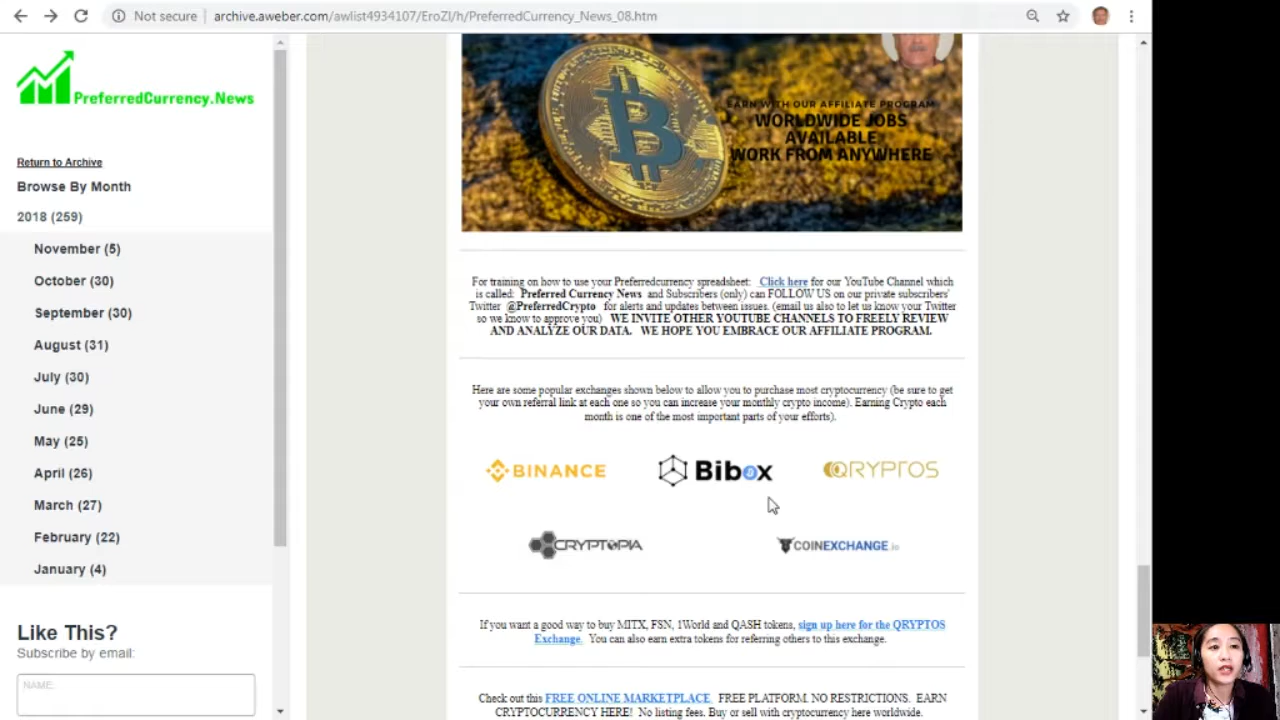 Not secure
archive.aweber.com/awlist4934107/EroZI/h/PreferredCurrency_News_08.htm
PreferredCurrency.News
Return to Archive
Browse By Month
2018 (259)
November (5)
October (30)
September (30)
August (31)
July (30)
June (29)
May (25)
April (26)
March (27)
February (22)
January (4)
Like This?
Subscribe by email:
NAME:
EARN WITH OUR AFFILIATE PROGRAM
WORLDWIDE JOBS
AVAILABLE
WORK FROM ANYWHERE
For training on how to use your Preferredcurrency spreadsheet: Click here for our YouTube Channel which
is called: Preferred Currency News and Subscribers (only) can FOLLOW US on our private subscribers'
Twitter @PreferredCrypto for alerts and updates between issues. (email us also to let us know your Twitter
so we know to approve you) WE INVITE OTHER YOUTUBE CHANNELS TO FREELY REVIEW
AND ANALYZE OUR DATA. WE HOPE YOU EMBRACE OUR AFFILIATE PROGRAM.
Here are some popular exchanges shown below to allow you to purchase most cryptocurrency (be sure to get
your own referral link at each one so you can increase your monthly crypto income). Earning Crypto each
month is one of the most important parts of your efforts).
BINANCE
Bibox
QRYPTOS
CRYPTOPIA
COINEXCHANGE.io
If you want a good way to buy MITX, FSN, 1World and QASH tokens, sign up here for the QRYPTOS
Exchange. You can also earn extra tokens for referring others to this exchange.
Check out this FREE ONLINE MARKETPLACE. FREE PLATFORM. NO RESTRICTIONS. EARN
CRYPTOCURRENCY HERE! No listing fees. Buy or sell with cryptocurrency here worldwide.